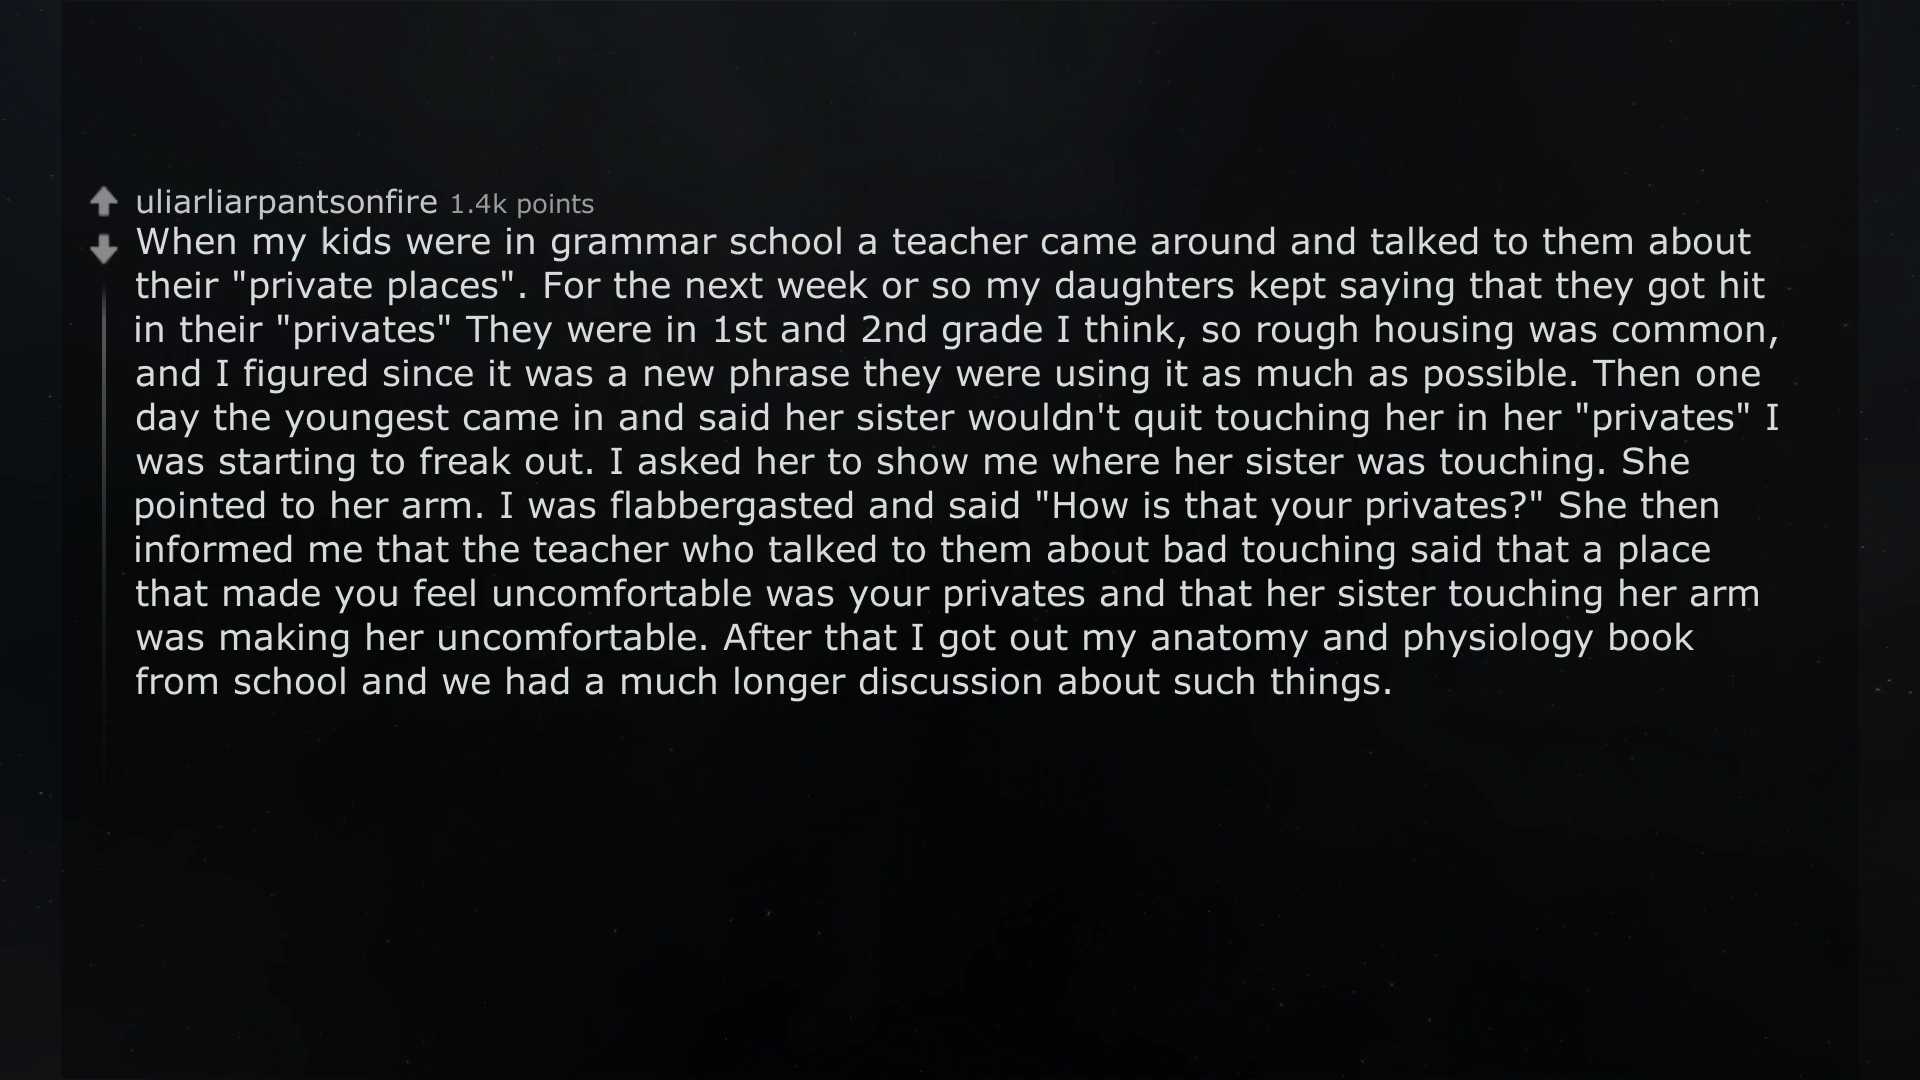 uliarliarpantsonfire 1.4k points
When my kids were in grammar school a teacher came around and talked to them about
their "private places". For the next week or so my daughters kept saying that they got hit
in their "privates" They were in 1st and 2nd grade I think, so rough housing was common,
and I figured since it was a new phrase they were using it as much as possible. Then one
day the youngest came in and said her sister wouldn't quit touching her in her "privates" I
was starting to freak out. I asked her to show me where her sister was touching. She
pointed to her arm. I was flabbergasted and said "How is that your privates?" She then
informed me that the teacher who talked to them about bad touching said that a place
that made you feel uncomfortable was your privates and that her sister touching her arm
was making her uncomfortable. After that I got out my anatomy and physiology book
from school and we had a much longer discussion about such things.